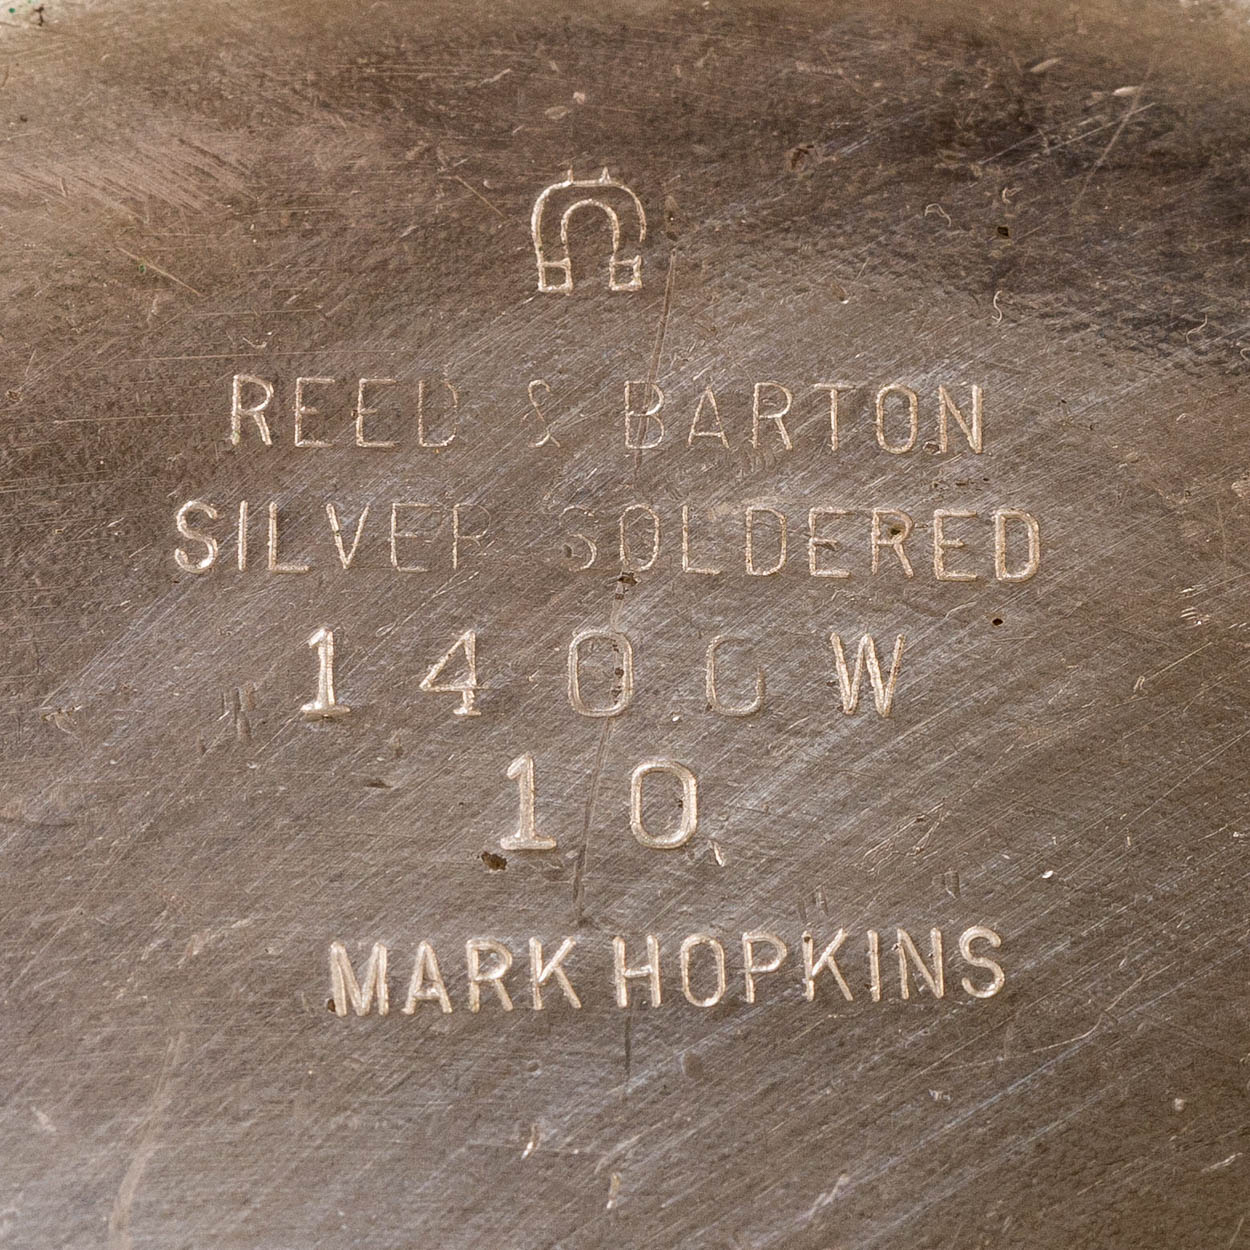 REED & BARTON
SILVER SOLDERED
1400W
10
MARK HOPKINS